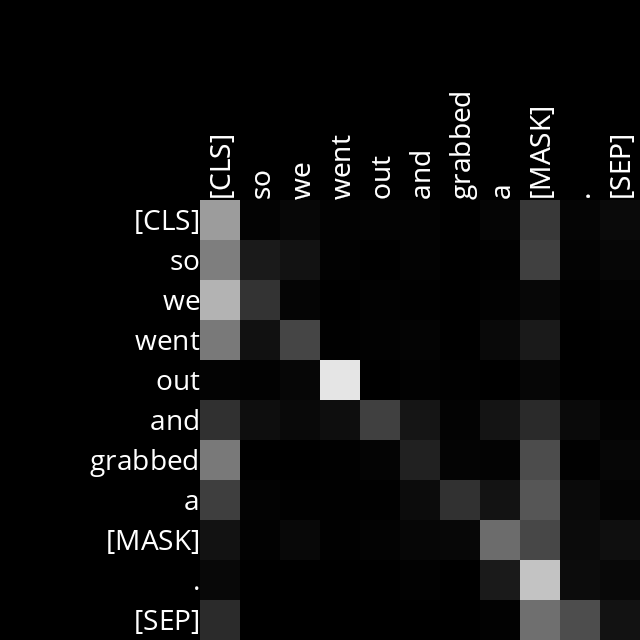 [CLS] so we went out and grabbed a [MASK] . [SEP]
[CLS]
so
we
went
out
and
grabbed
a
[MASK]
.
[SEP]